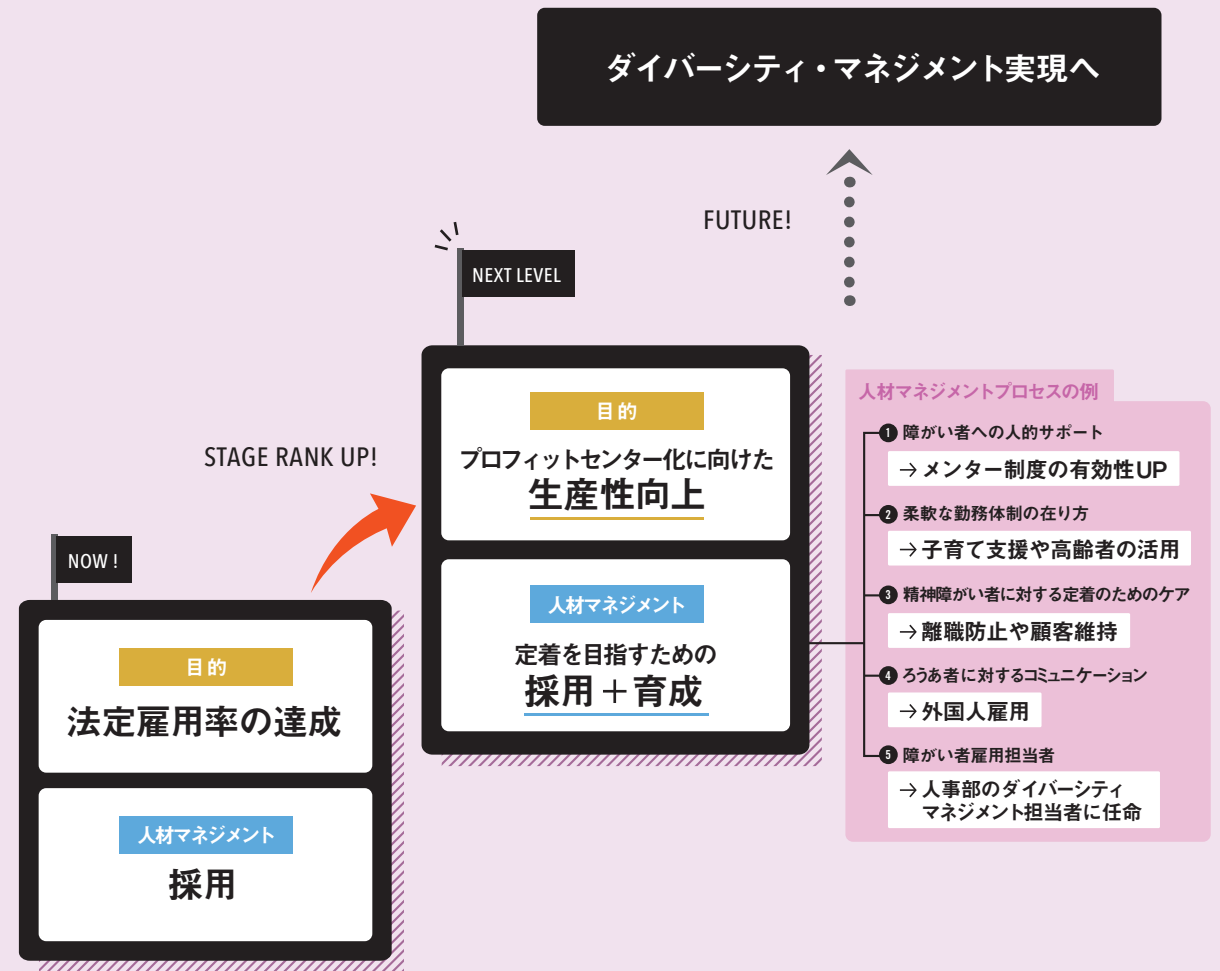 ダイバーシティ・マネジメント実現へ
FUTURE!
NEXT LEVEL
目的
プロフィットセンター化に向けた
生産性向上
人材マネジメント
定着を目指すための
採用＋育成
STAGE RANK UP!
NOW !
目的
法定雇用率の達成
人材マネジメント
採用
人材マネジメントプロセスの例
❶ 障がい者への人的サポート
→ メンター制度の有効性UP
❷ 柔軟な勤務体制の在り方
→ 子育て支援や高齢者の活用
❸ 精神障がい者に対する定着のためのケア
→ 離職防止や顧客維持
❹ ろうあ者に対するコミュニケーション
→ 外国人雇用
❺ 障がい者雇用担当者
→ 人事部のダイバーシティ
マネジメント担当者に任命